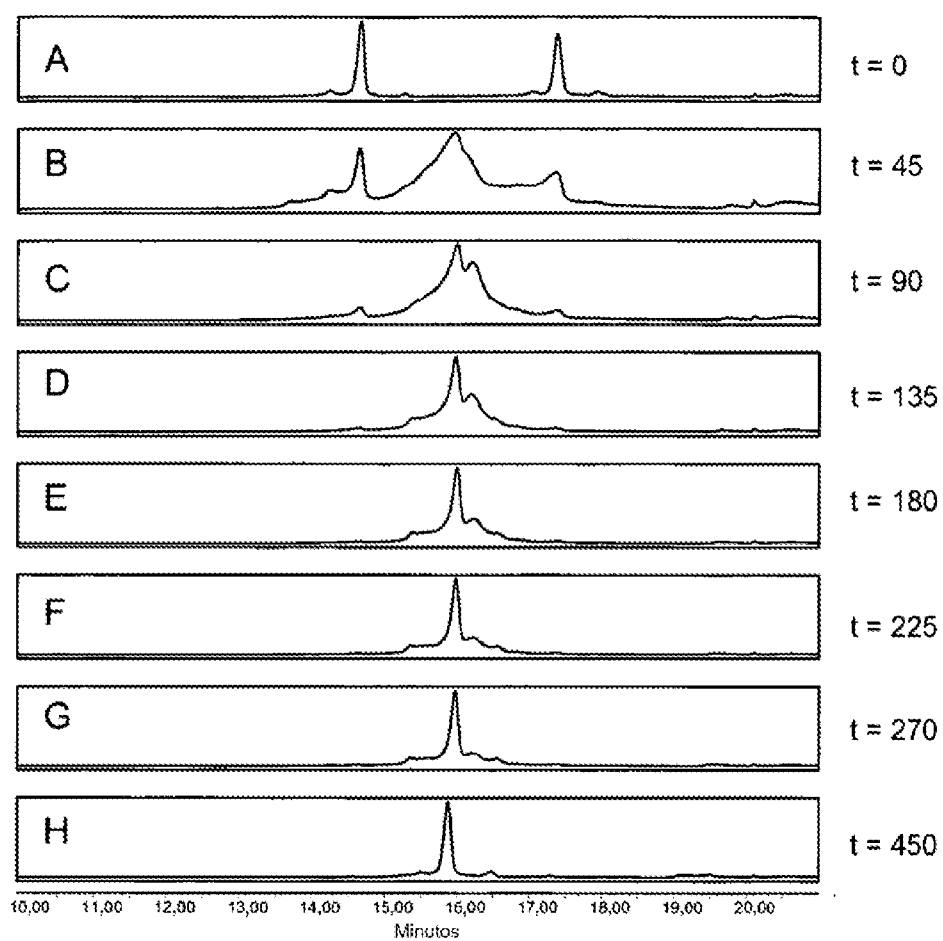 A t = 0
B t = 45
C t = 90
D t = 135
E t = 180
F t = 225
G t = 270
H t = 450
10,00 11,00 12,00 13,00 14,00 15,00 16,00 17,00 18,00 19,00 20,00
Minutos